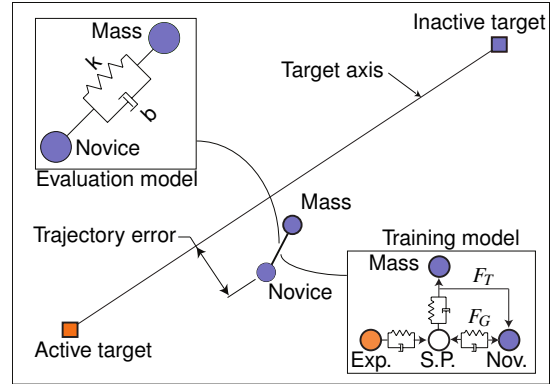 Mass
Inactive target
k
b
Target axis
Novice
Evaluation model
Mass
Trajectory error
Training model
Mass
F_T
Novice
F_G
Active target
Exp.
S.P.
Nov.